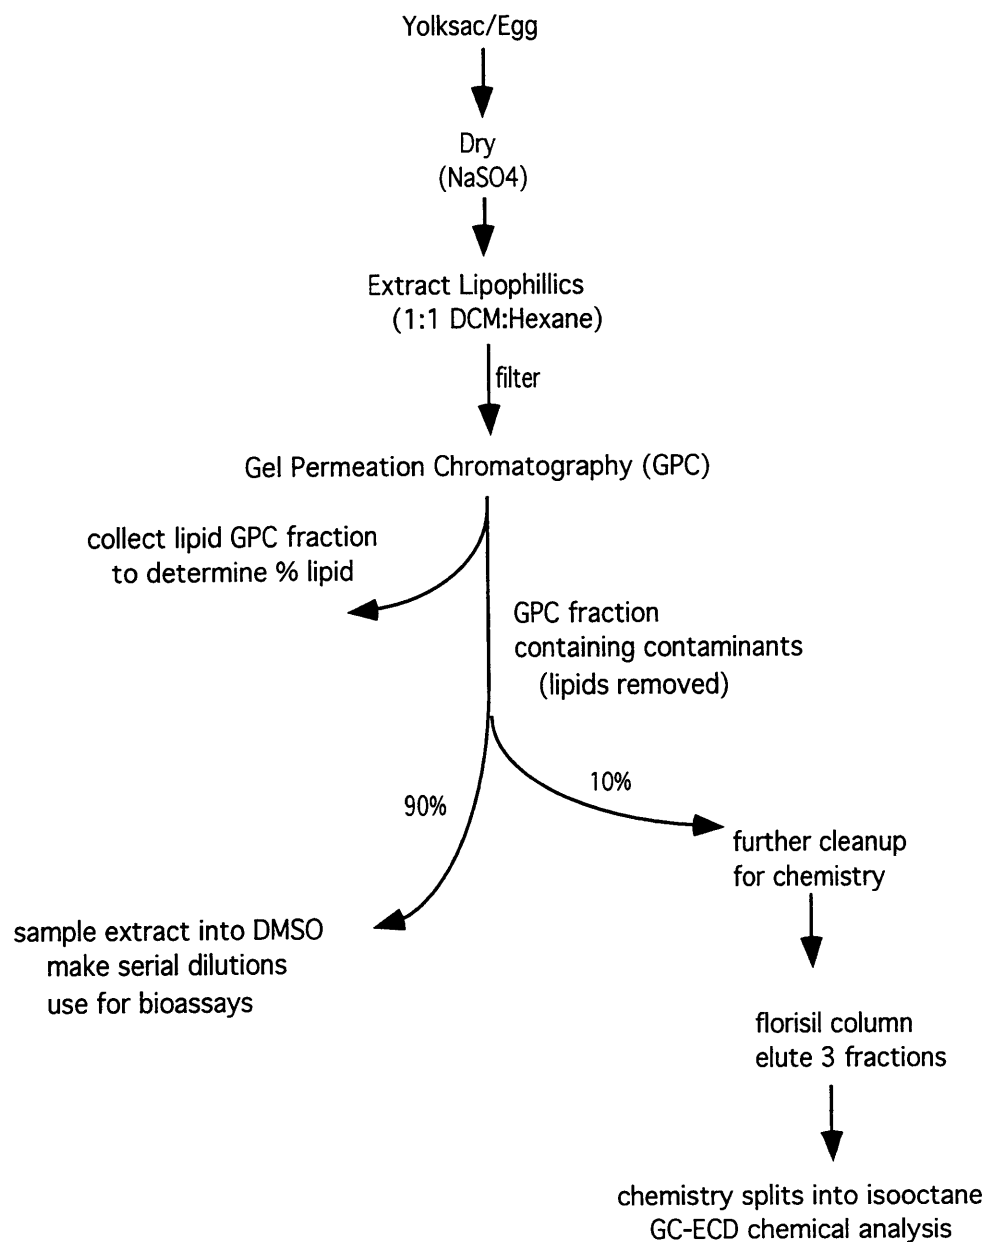 Yolksac/Egg
Dry
(NaSO4)
Extract Lipophillics
(1:1 DCM:Hexane)
filter
Gel Permeation Chromatography (GPC)
collect lipid GPC fraction
to determine % lipid
GPC fraction
containing contaminants
(lipids removed)
90%
10%
further cleanup
for chemistry
sample extract into DMSO
make serial dilutions
use for bioassays
florisil column
elute 3 fractions
chemistry splits into isooctane
GC-ECD chemical analysis